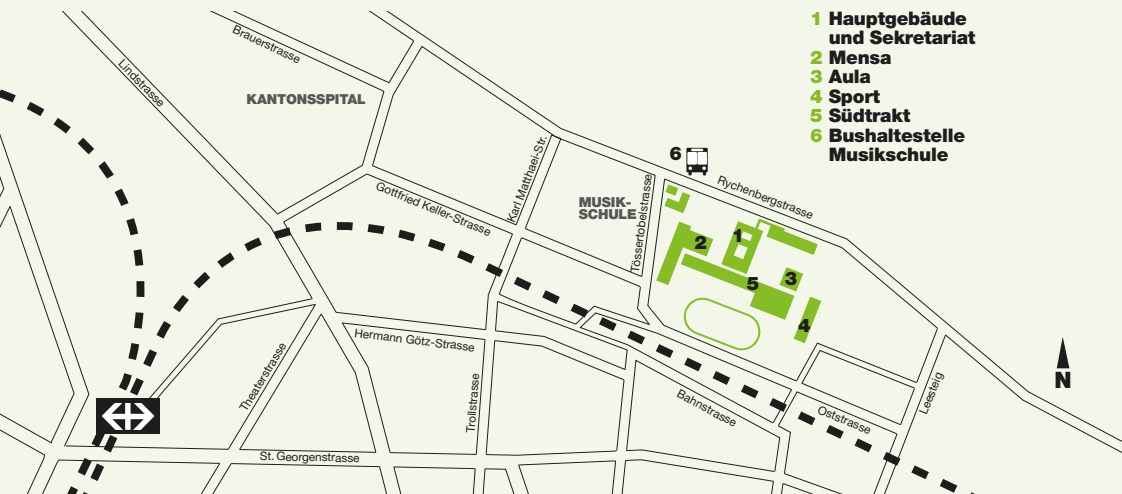 1 Hauptgebäude
und Sekretariat
2 Mensa
3 Aula
4 Sport
5 Südtrakt
6 Bushaltestelle
Musikschule
Brauerstrasse
Lindstrasse
KANTONSSPITAL
Karl Matthaei-Str.
6
Rychenbergstrasse
Gottfried Keller-Strasse
MUSIK-
SCHULE
Tössertobelstrasse
1
2
3
5
4
Hermann Götz-Strasse
Theaterstrasse
Trollstrasse
Bahnstrasse
Oststrasse
Leesteig
N
St. Georgenstrasse